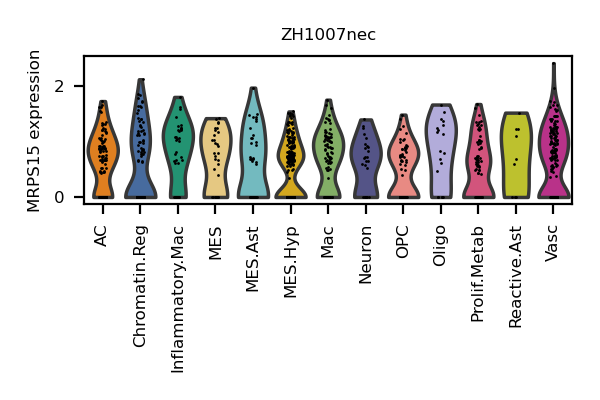 ZH1007nec
MRPS15 expression
2
0
AC
Chromatin.Reg
Inflammatory.Mac
MES
MES.Ast
MES.Hyp
Mac
Neuron
OPC
Oligo
Prolif.Metab
Reactive.Ast
Vasc